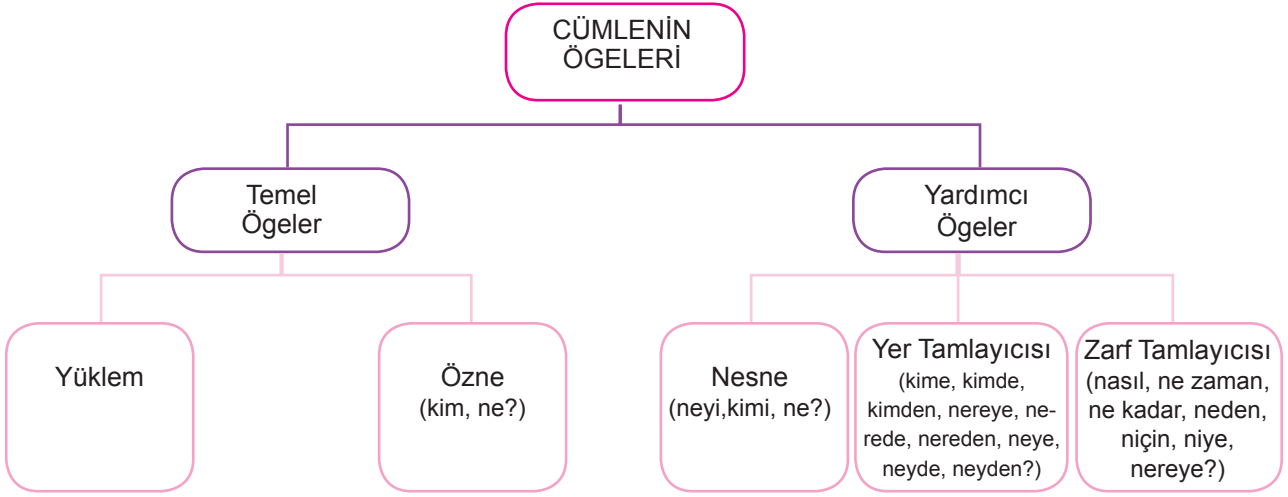 CÜMLENİN
ÖGELERİ
Temel
Ögeler
Yardımcı
Ögeler
Yüklem
Özne
(kim, ne?)
Nesne
(neyi,kimi, ne?)
Yer Tamlayıcısı
(kime, kimde,
kimden, nereye, ne-
rede, nereden, neye,
neyde, neyden?)
Zarf Tamlayıcısı
(nasıl, ne zaman,
ne kadar, neden,
niçin, niye,
nereye?)